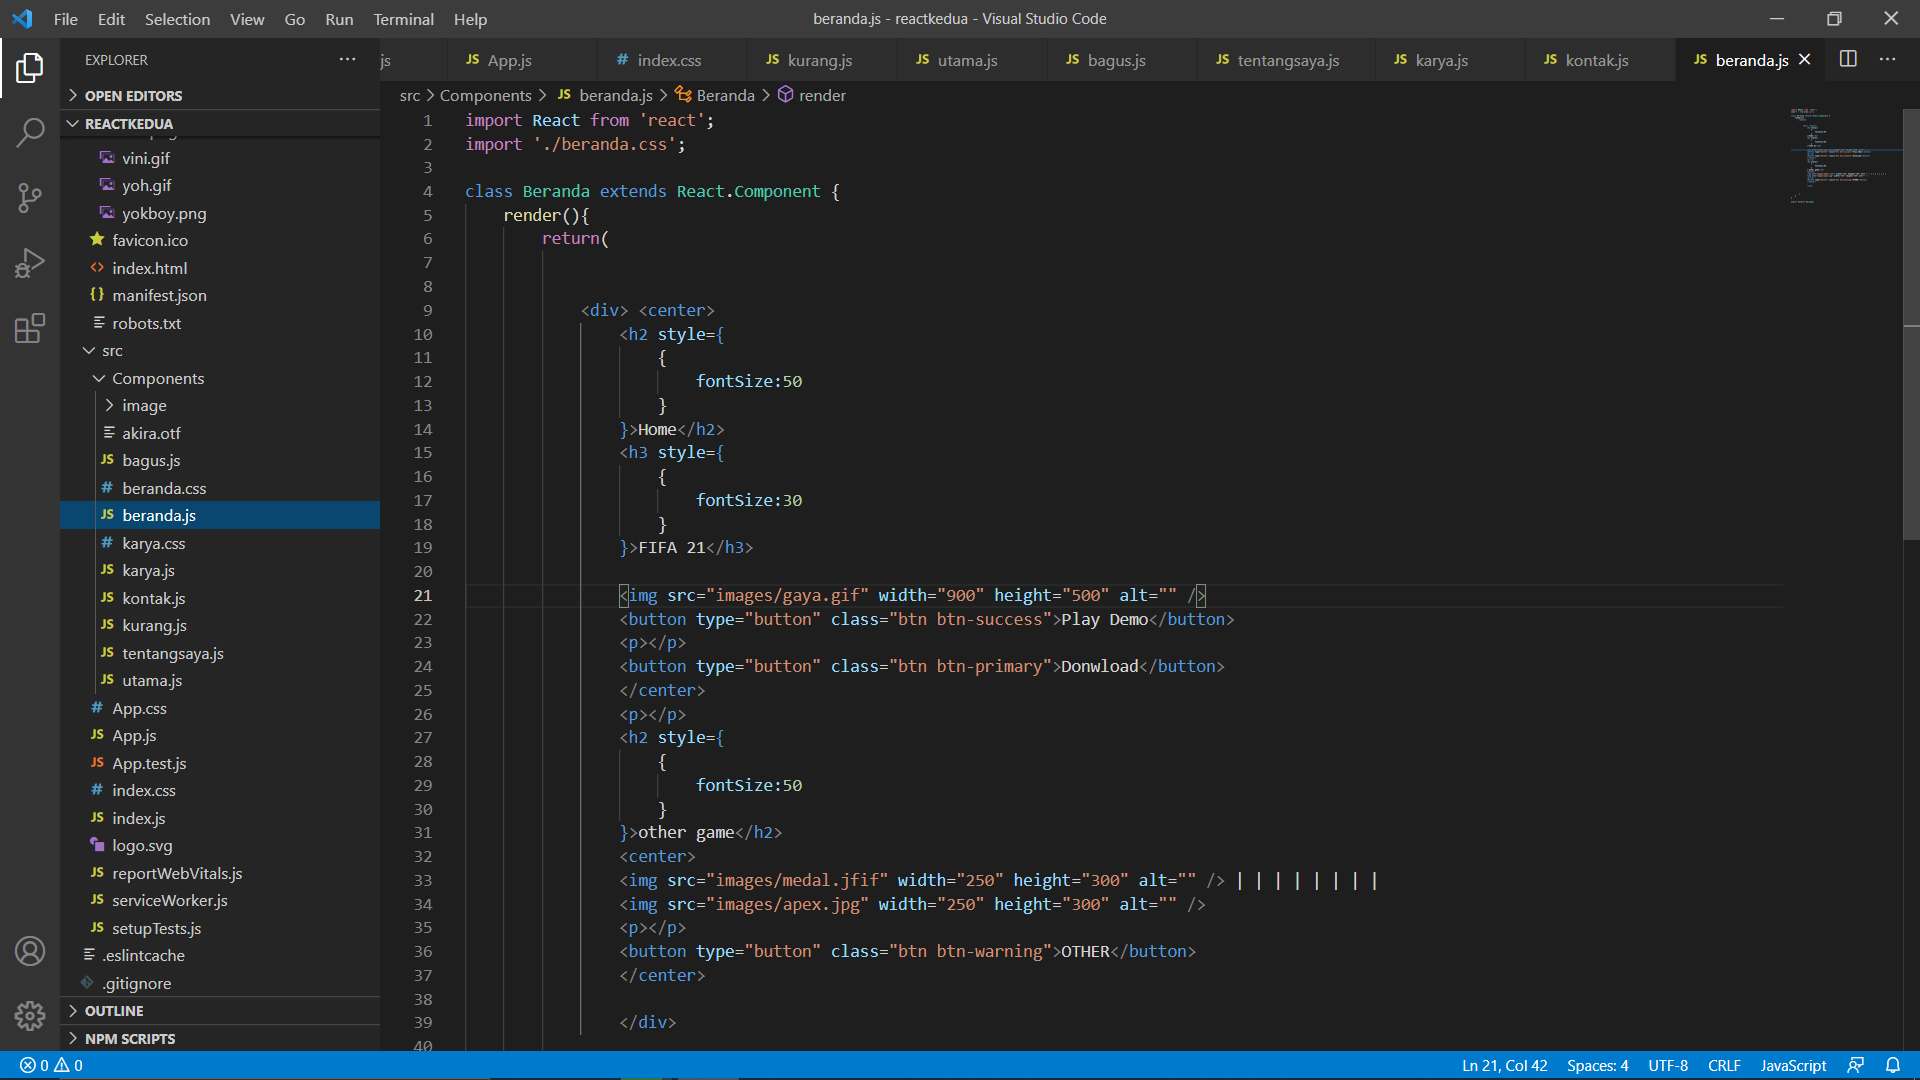 File Edit Selection View Go Run Terminal Help
beranda.js - reactkedua - Visual Studio Code
EXPLORER
OPEN EDITORS
REACTKEDUA
vini.gif
yoh.gif
yokboy.png
favicon.ico
index.html
manifest.json
robots.txt
src
Components
image
akira.otf
bagus.js
beranda.css
beranda.js
karya.css
karya.js
kontak.js
kurang.js
tentangsaya.js
utama.js
App.css
App.js
App.test.js
index.css
index.js
logo.svg
reportWebVitals.js
serviceWorker.js
setupTests.js
.eslintcache
.gitignore
OUTLINE
NPM SCRIPTS
js App.js index.css kurang.js utama.js bagus.js tentangsaya.js karya.js kontak.js beranda.js
src > Components > JS beranda.js > Beranda > render
1 import React from 'react';
2 import './beranda.css';
3
4 class Beranda extends React.Component {
5 render(){
6 return(
7
8
9 <div> <center>
10 <h2 style={
11 {
12 fontSize:50
13 }
14 }>Home</h2>
15 <h3 style={
16 {
17 fontSize:30
18 }
19 }>FIFA 21</h3>
20
21 <img src="images/gaya.gif" width="900" height="500" alt="" />
22 <button type="button" class="btn btn-success">Play Demo</button>
23 <p></p>
24 <button type="button" class="btn btn-primary">Donwload</button>
25 </center>
26 <p></p>
27 <h2 style={
28 {
29 fontSize:50
30 }
31 }>other game</h2>
32 <center>
33 <img src="images/medal.jfif" width="250" height="300" alt="" /> | | | | | | | |
34 <img src="images/apex.jpg" width="250" height="300" alt="" />
35 <p></p>
36 <button type="button" class="btn btn-warning">OTHER</button>
37 </center>
38
39 </div>
40
0 0 Ln 21, Col 42 Spaces: 4 UTF-8 CRLF JavaScript